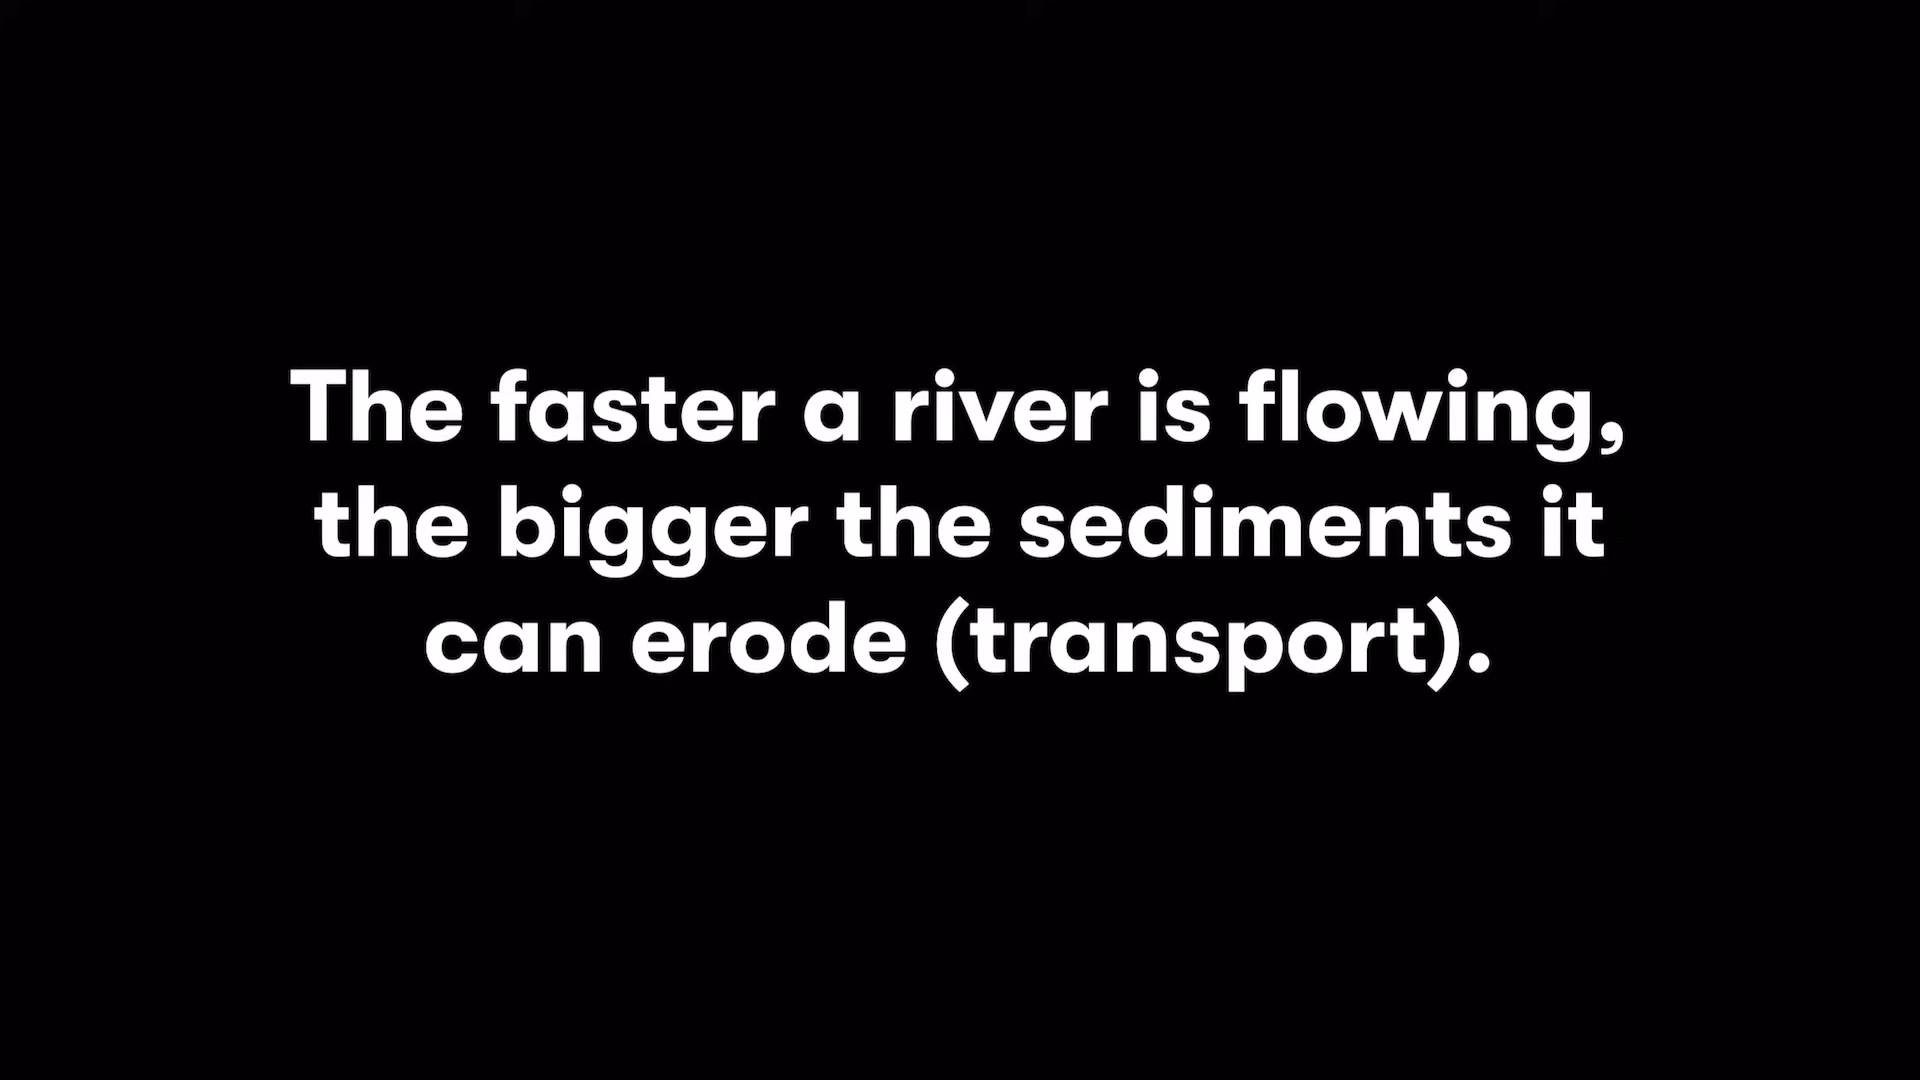 The faster a river is flowing,
the bigger the sediments it
can erode (transport).